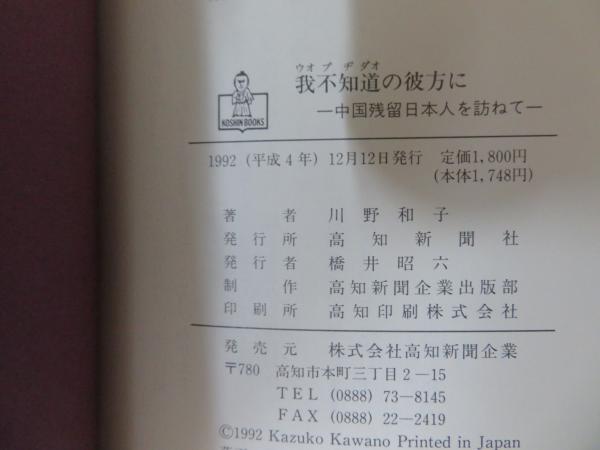 ウオ ブ ヂ ダオ
我不知道の彼方に
―中国残留日本人を訪ねて―
KOSHIN BOOKS
1992（平成4年）12月12日発行 定価1,800円
（本体1,748円）
著者 川野和子
発行所 高知新聞社
発行者 橋井昭六
制作 高知新聞企業出版部
印刷所 高知印刷株式会社
発売元 株式会社高知新聞企業
〒780 高知市本町三丁目2―15
TEL (0888) 73―8145
FAX (0888) 22―2419
©1992 Kazuko Kawano Printed in Japan